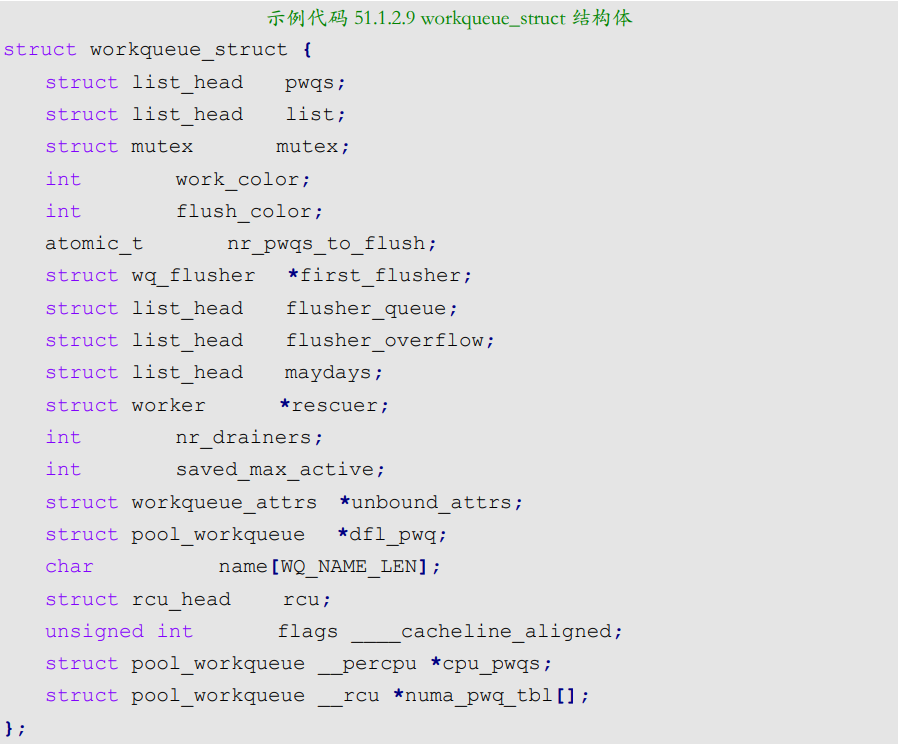 示例代码 51.1.2.9 workqueue_struct 结构体
struct workqueue_struct {
struct list_head pwqs;
struct list_head list;
struct mutex mutex;
int work_color;
int flush_color;
atomic_t nr_pwqs_to_flush;
struct wq_flusher *first_flusher;
struct list_head flusher_queue;
struct list_head flusher_overflow;
struct list_head maydays;
struct worker *rescuer;
int nr_drainers;
int saved_max_active;
struct workqueue_attrs *unbound_attrs;
struct pool_workqueue *dfl_pwq;
char name[WQ_NAME_LEN];
struct rcu_head rcu;
unsigned int flags ____cacheline_aligned;
struct pool_workqueue __percpu *cpu_pwqs;
struct pool_workqueue __rcu *numa_pwq_tbl[];
};